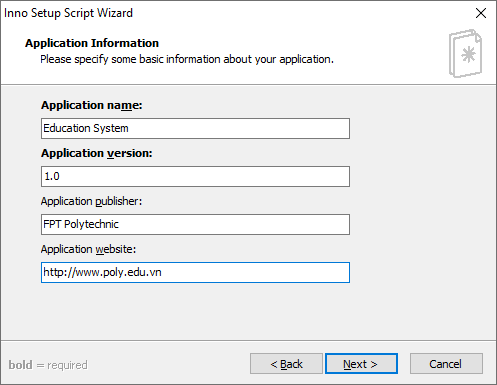 Inno Setup Script Wizard
Application Information
Please specify some basic information about your application.
Application name:
Education System
Application version:
1.0
Application publisher:
FPT Polytechnic
Application website:
http://www.poly.edu.vn
bold = required
< Back
Next >
Cancel